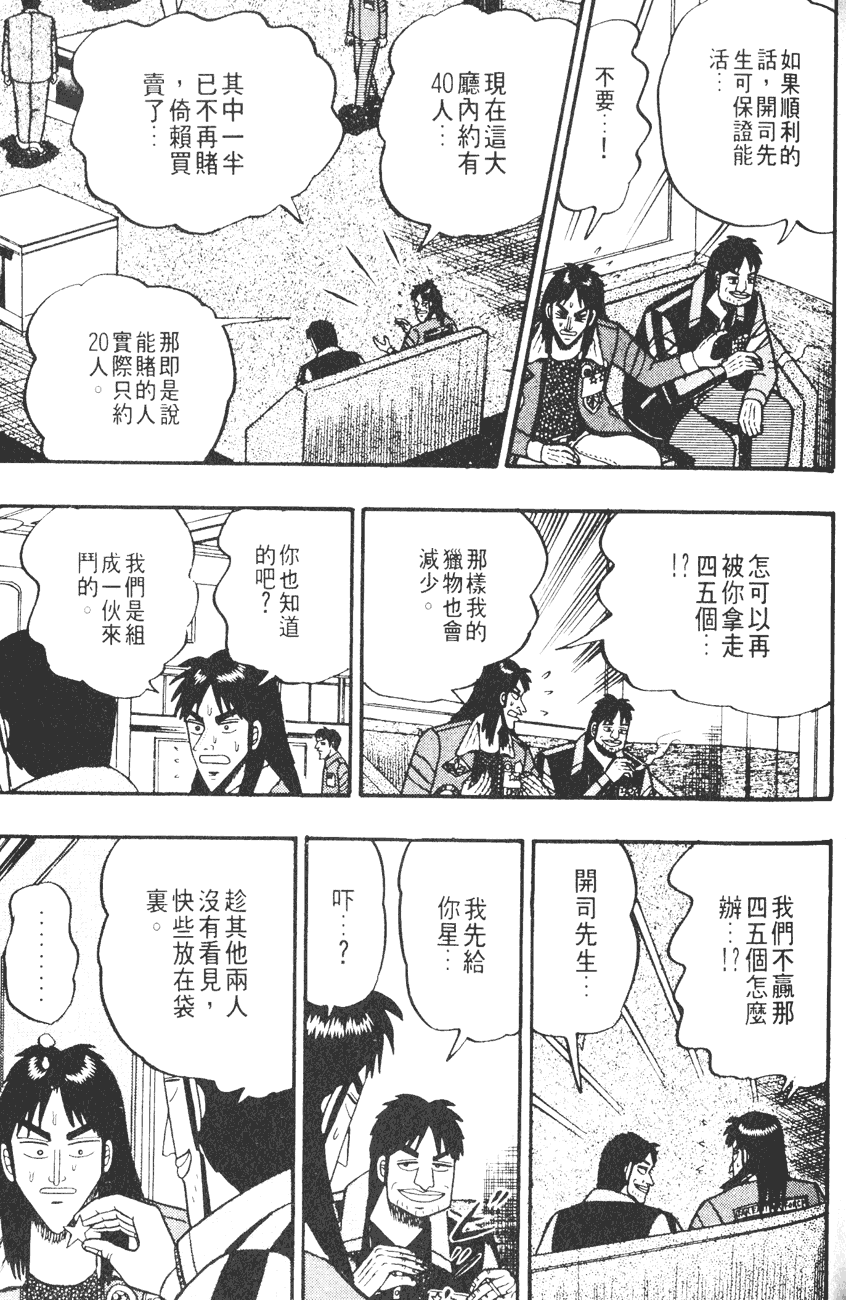 如果順利的
話，開司先
生可保證能
活…
不要…！
現在這大
廳內約有
40人…
其中一半
已不再賭
，倚賴買
賣了…
那即是說
能賭的人
實際只約
20人。
怎可以再
被你拿走
四五個…
!?
那樣我的
獵物也會
減少。
你也知道
的吧？
我們是組
成一伙來
鬥的。
我們不贏那
四五個怎麼
辦…!?
開司先生…
我先給
你星…
吓…？
趁其他兩人
沒有看見，
快些放在袋
裏。
………